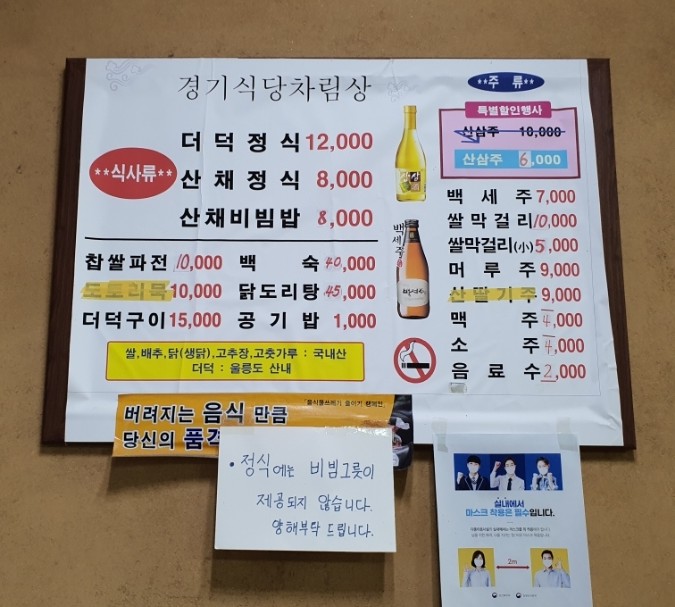 경기식당차림상
**식사류**
더덕정식 12,000
산채정식 8,000
산채비빔밥 8,000
찹쌀파전 10,000 백숙 40,000
도토리묵 10,000 닭도리탕 45,000
더덕구이 15,000 공기밥 1,000
쌀,배추,닭(생닭),고추장,고춧가루 : 국내산
더덕 : 울릉도 산내
**주류**
특별할인행사
산삼주 10,000
산삼주 6,000
백세주
백세주 7,000
쌀막걸리 10,000
쌀막걸리(小) 5,000
머루주 9,000
산딸기주 9,000
맥주 4,000
소주 4,000
음료수 2,000
버려지는 음식 만큼
당신의 품격
• 정식에는 비빔그릇이
제공되지 않습니다.
양해부탁 드립니다.
실내에서
마스크 착용은 필수입니다.
2m